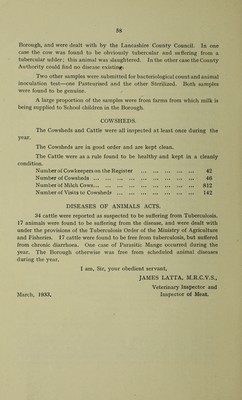 58
Borough, and were dealt with by the Lancashire County Council. In one
case the cow was found to be obviously tubercular and suffering from a
tubercular udder; this animal was slaughtered. In the other case the County
Authority could find no disease existing.
Two other samples were submitted for bacteriological count and animal
inoculation test—one Pasteurised and the other Sterilized. Both samples
were found to be genuine.
A large proportion of the samples were from farms from which milk is
being supplied to School children in the Borough.
COWSHEDS.
The Cowsheds and Cattle were all inspected at least once during the
year.
The Cowsheds are in good order and are kept clean.
The Cattle were as a rule found to be healthy and kept in a cleanly
condition.
Number of Cowkeepers on the Register ... ... ... ... ... 42
Number of Cowsheds ... ... ... ... ... ... ... ... 48
Number of Milch Cows ... ... ... ... ... ... ... ... 812
Number of Visits to Cowsheds ... ... ... ... ... ... 142
DISEASES OF ANIMALS ACTS.
34 cattle were reported as suspected to be suffering from Tuberculosis.
17 animals were found to be suffering from the disease, and were dealt with
under the provisions of the Tuberculosis Order of the Ministry of Agriculture
and Fisheries. 17 cattle were found to be free from tuberculosis, but suffered
from chronic diarrhoea. One case of Parasitic Mange occurred during the
year. The Borough otherwise was free from scheduled animal diseases
during the year,
I am, Sir, your obedient servant,
JAMES LATTA, M.R.C.V.S.,
Veterinary Inspector and
March, 1933, Inspector of Meat.